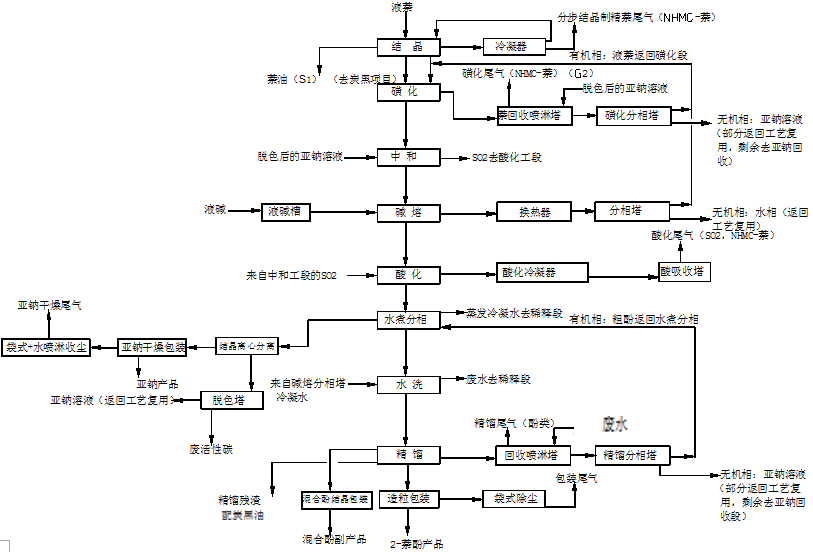 液萘
分步结晶制精萘尾气（NHMC-萘）
结 晶
冷凝器
有机相：液萘返回磺化段
萘油（S1）（去炭黑项目）
磺化尾气（NHMC-萘）（G2）
脱色后的亚钠溶液
磺 化
萘回收喷淋塔
磺化分相塔
无机相：亚钠溶液
（部分返回工艺复
用，剩余去亚钠回
收）
脱色后的亚钠溶液
中 和
SO2去酸化工段
液碱
液碱槽
碱 熔
换热器
分相塔
无机相：水相（返回
工艺复用）
酸化尾气（SO2，NHMC-萘）
来自中和工段的SO2
酸 化
酸化冷凝器
酸吸收塔
亚钠干燥尾气
水煮分相
蒸发冷凝水去稀释段
有机相：粗酚返回水煮分相
袋式+水喷淋收尘
亚钠干燥包装
结晶离心分离
亚钠产品
来自碱熔分相塔
冷凝水
水 洗
废水去稀释段
亚钠溶液（返回工艺复用）
脱色塔
废活性碳
精馏尾气（酚类）
废水
精 馏
回收喷淋塔
精馏分相塔
无机相：亚钠溶液
（部分返回工艺复
用，剩余去亚钠回
收段）
精馏残渣
配炭黑油
混合酚结晶包装
造粒包装
袋式除尘
包装尾气
混合酚副产品
2-萘酚产品